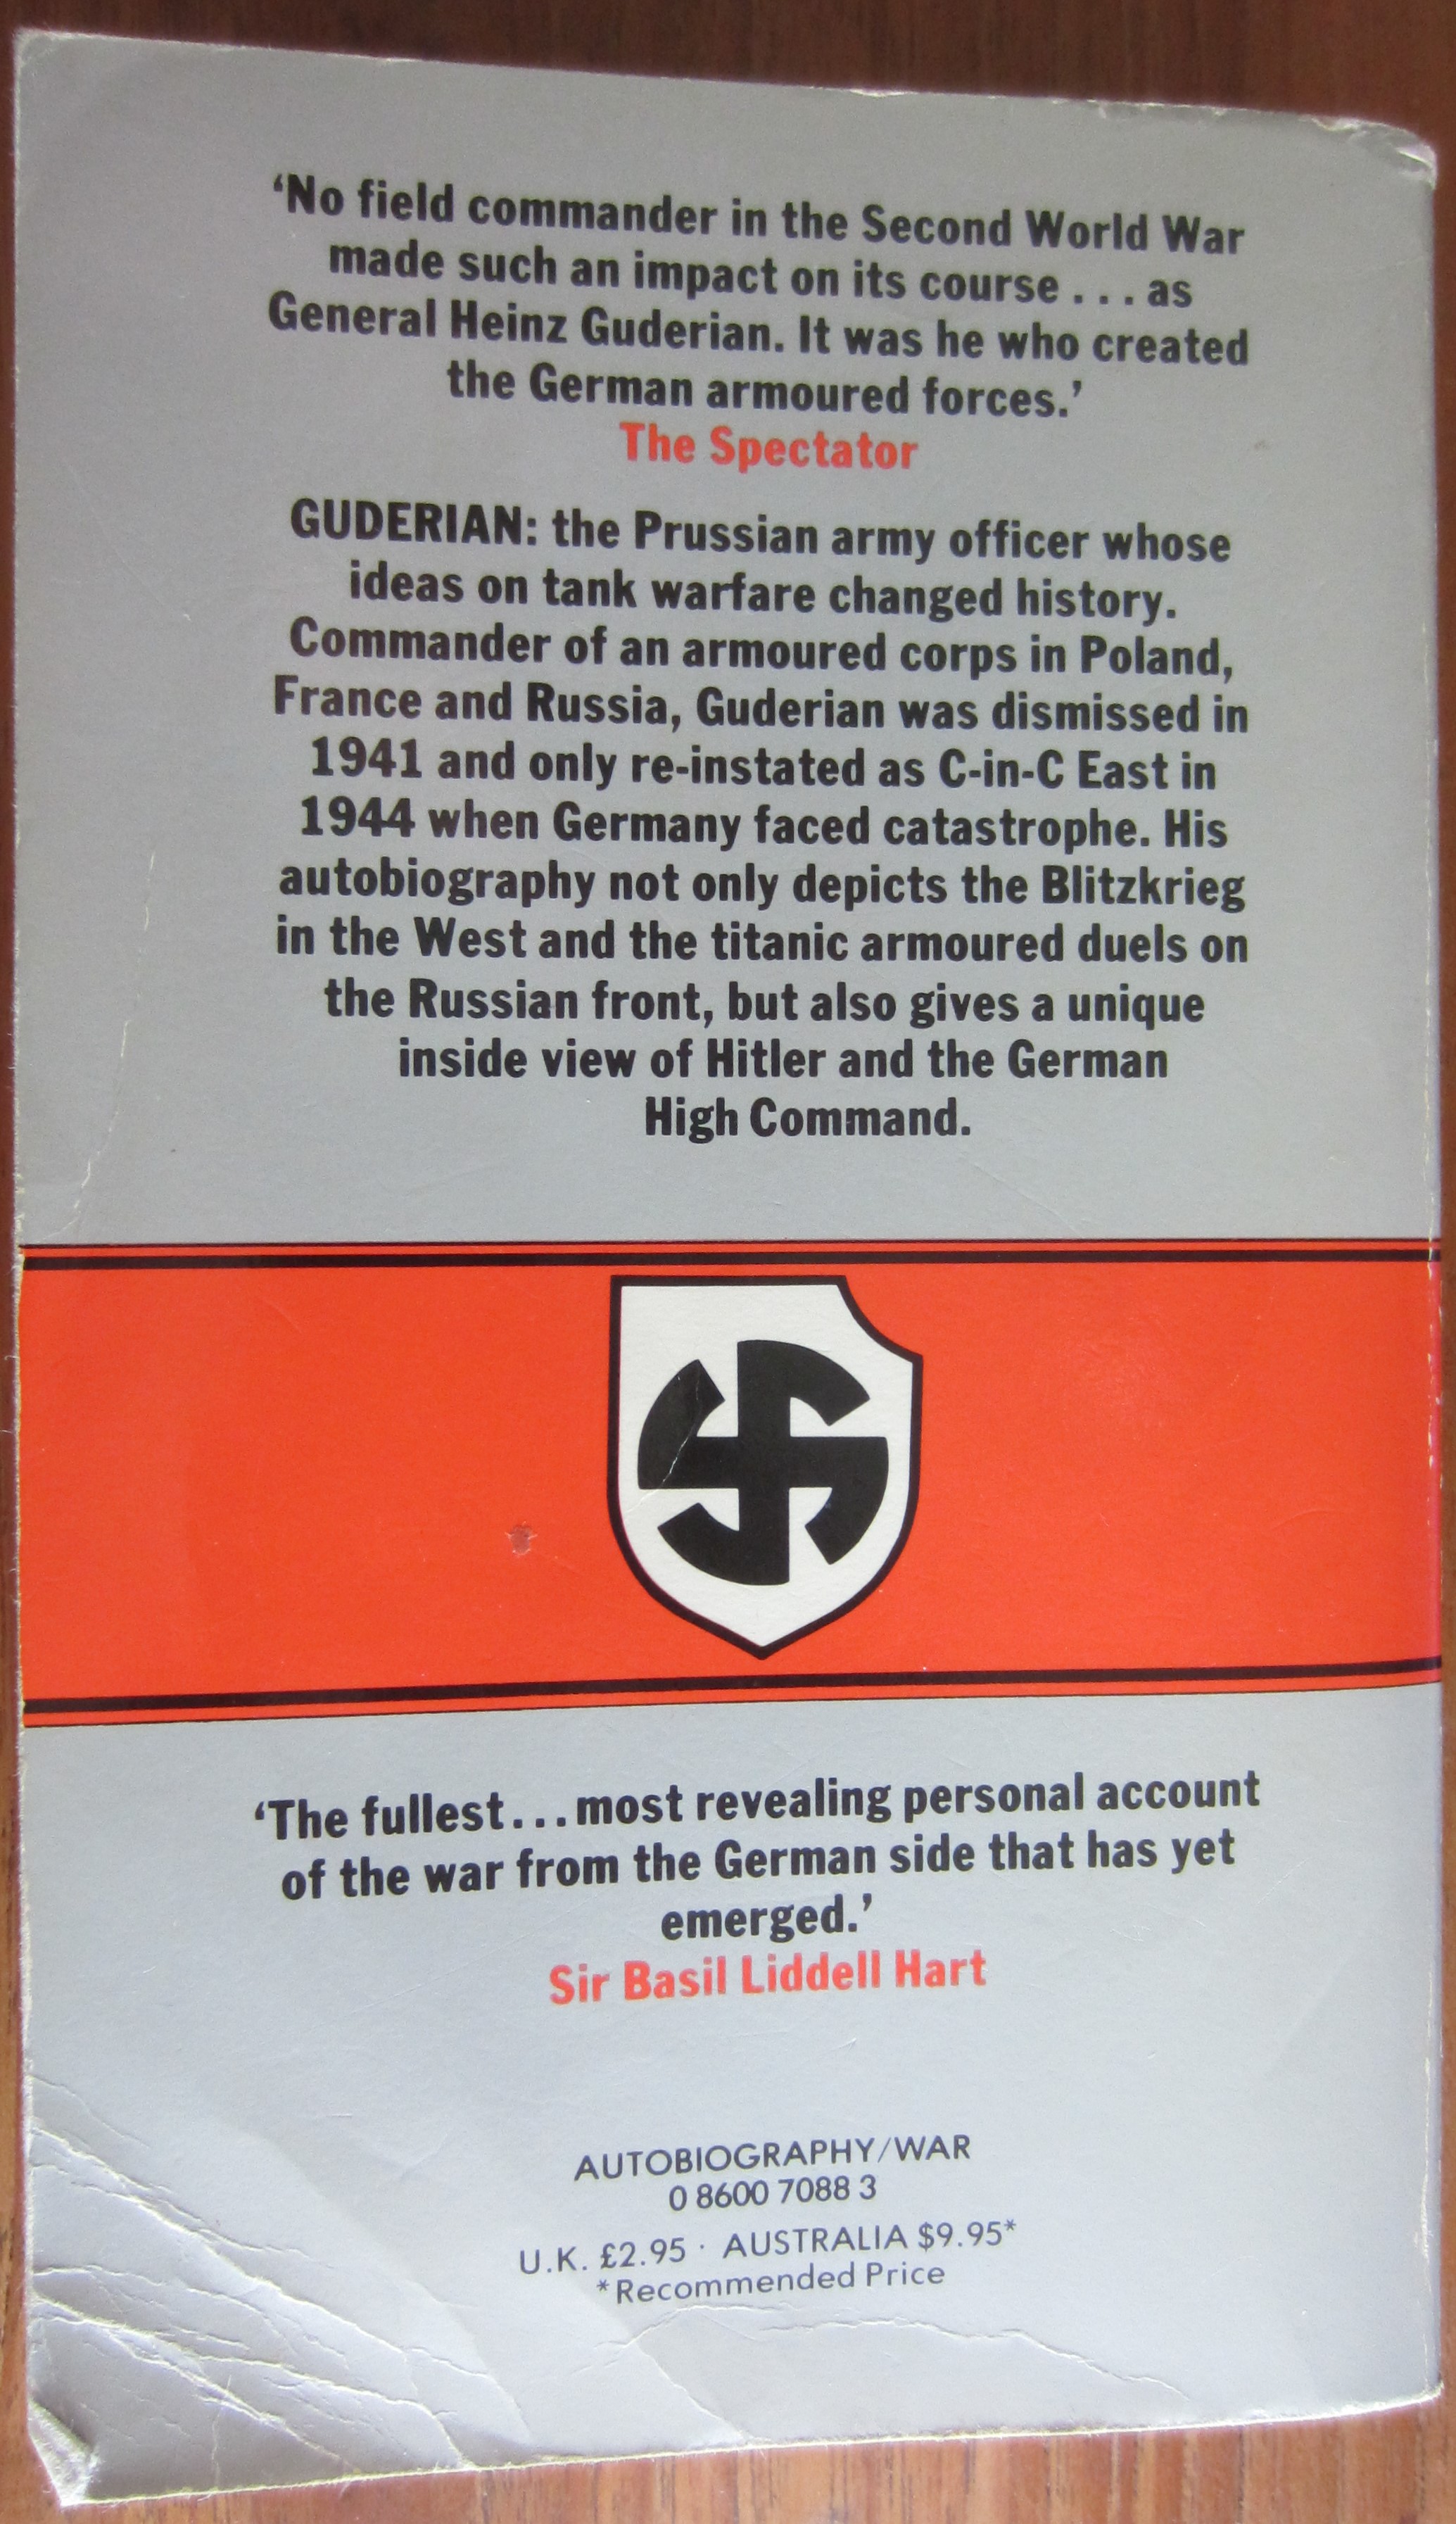 ‘No field commander in the Second World War
made such an impact on its course . . . as
General Heinz Guderian. It was he who created
the German armoured forces.’
The Spectator
GUDERIAN: the Prussian army officer whose
ideas on tank warfare changed history.
Commander of an armoured corps in Poland,
France and Russia, Guderian was dismissed in
1941 and only re-instated as C-in-C East in
1944 when Germany faced catastrophe. His
autobiography not only depicts the Blitzkrieg
in the West and the titanic armoured duels on
the Russian front, but also gives a unique
inside view of Hitler and the German
High Command.
‘The fullest...most revealing personal account
of the war from the German side that has yet
emerged.’
Sir Basil Liddell Hart
AUTOBIOGRAPHY/WAR
0 8600 7088 3
U.K. £2.95 · AUSTRALIA $9.95*
*Recommended Price